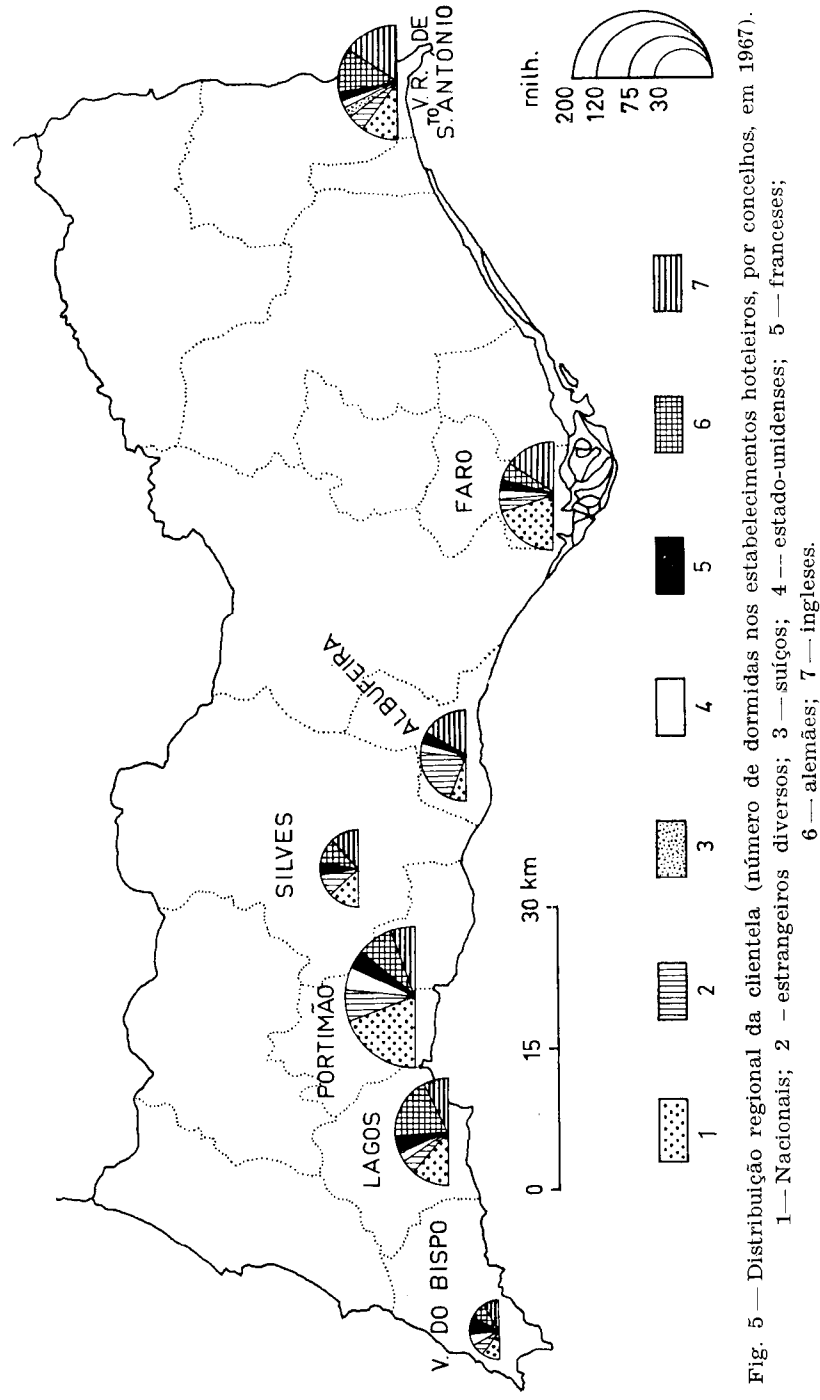 V. DO BISPO
LAGOS
PORTIMÃO
SILVES
ALBUFEIRA
FARO
V. R. DE
S.TO ANTÓNIO
milh.
200
120
75
30
0 15 30 km
1 2 3 4 5 6 7
Fig. 5 — Distribuição regional da clientela (número de dormidas nos estabelecimentos hoteleiros, por concelhos, em 1967).
1 — Nacionais; 2 – estrangeiros diversos; 3 — suíços; 4 — estado-unidenses; 5 — franceses;
6 — alemães; 7 — ingleses.